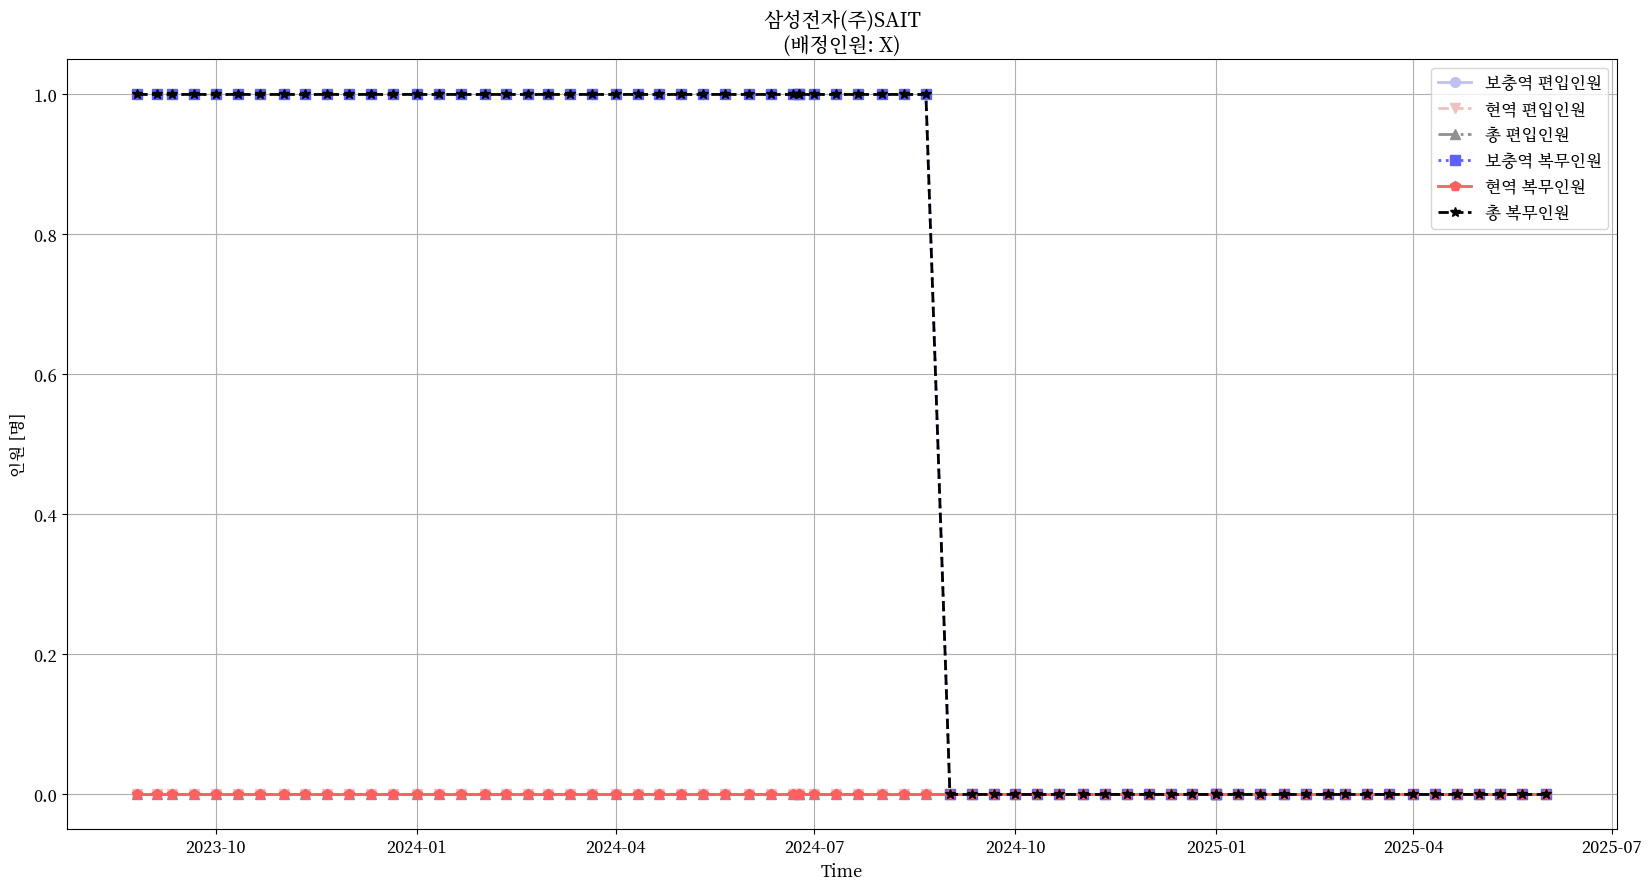 삼성전자(주)SAIT
(배정인원: X)
보충역 편입인원
현역 편입인원
총 편입인원
보충역 복무인원
현역 복무인원
총 복무인원
인원 [명]
1.0
0.8
0.6
0.4
0.2
0.0
2023-10 2024-01 2024-04 2024-07 2024-10 2025-01 2025-04 2025-07
Time